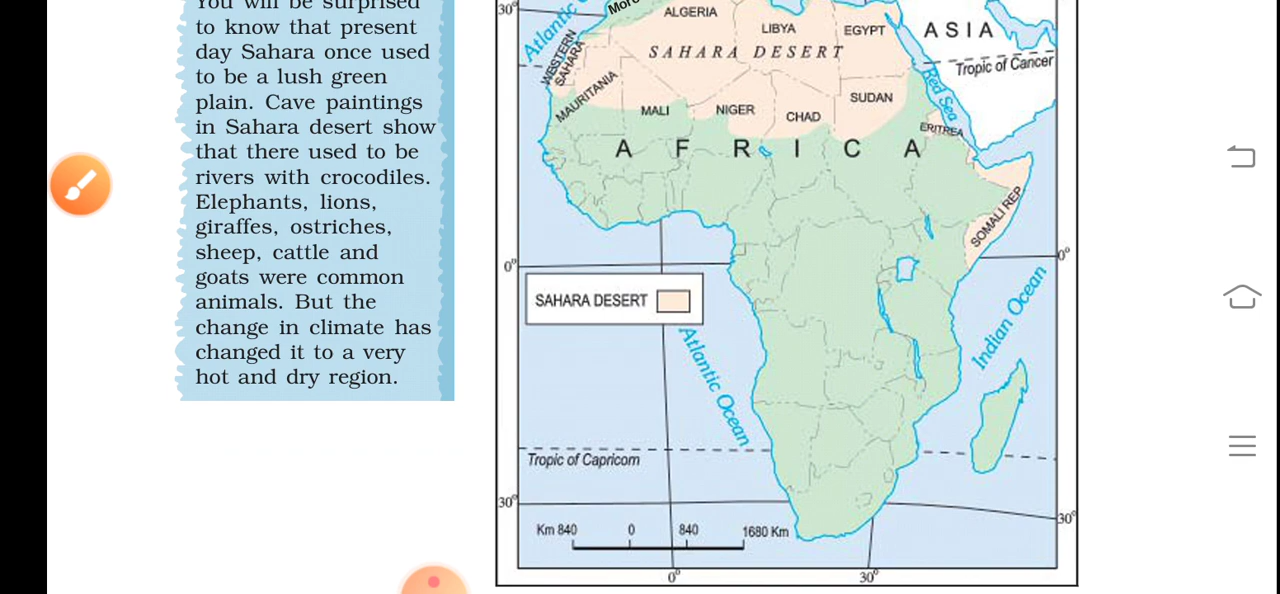 You will be surprised
to know that present
day Sahara once used
to be a lush green
plain. Cave paintings
in Sahara desert show
that there used to be
rivers with crocodiles.
Elephants, lions,
giraffes, ostriches,
sheep, cattle and
goats were common
animals. But the
change in climate has
changed it to a very
hot and dry region.
30°
Atlantic
ALGERIA
LIBYA
EGYPT
ASIA
WESTERN
SAHARA
SAHARA DESERT
Tropic of Cancer
Red Sea
MAURITANIA
MALI
NIGER
CHAD
SUDAN
ERITREA
AFRICA
SOMALI REP
0°
0°
SAHARA DESERT
Atlantic Ocean
Indian Ocean
Tropic of Capricorn
30°
30°
Km 840 0 840 1680 Km
0°
30°